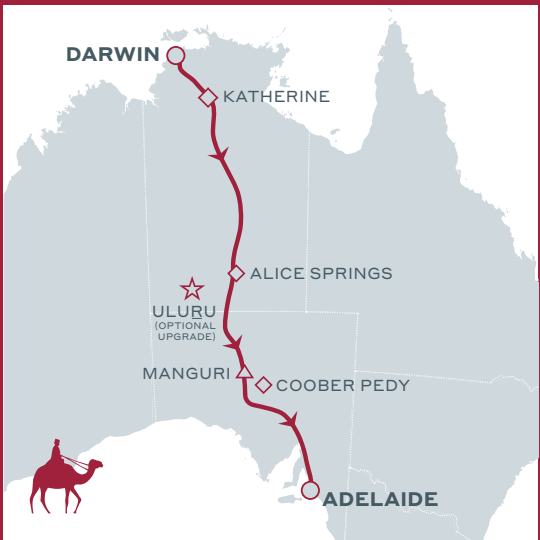 DARWIN
KATHERINE
ALICE SPRINGS
ULURU
(OPTIONAL
UPGRADE)
MANGURI
COOBER PEDY
ADELAIDE